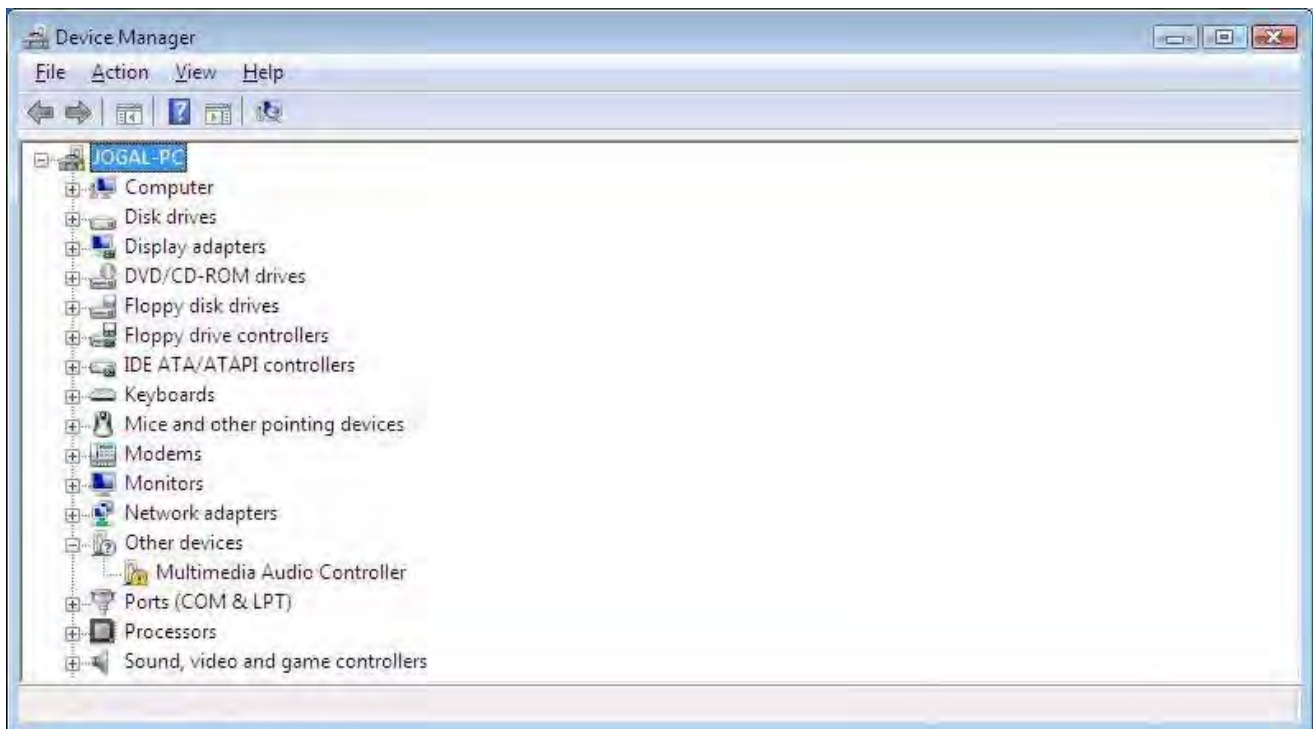 Device Manager
File Action View Help
JOGAL-PC
Computer
Disk drives
Display adapters
DVD/CD-ROM drives
Floppy disk drives
Floppy drive controllers
IDE ATA/ATAPI controllers
Keyboards
Mice and other pointing devices
Modems
Monitors
Network adapters
Other devices
Multimedia Audio Controller
Ports (COM & LPT)
Processors
Sound, video and game controllers